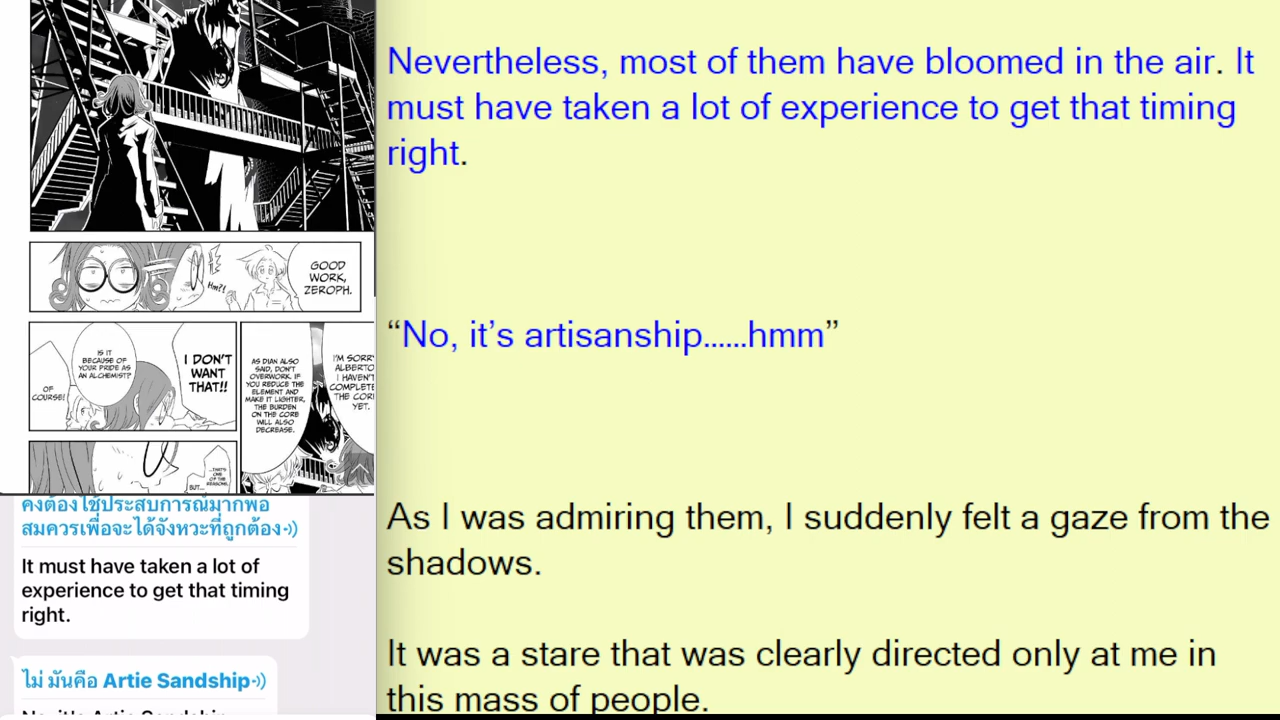 Hm?!
GOOD
WORK,
ZEROPH.
OF
COURSE!
IS IT
BECAUSE OF
YOUR PRIDE AS
AN ALCHEMIST?
I DON'T
WANT
THAT!!
AS DIAN ALSO
SAID, DON'T
OVERWORK. IF
YOU REDUCE THE
ELEMENT AND
MAKE IT LIGHTER,
THE BURDEN
ON THE CORE
WILL ALSO
DECREASE.
I'M SORRY
ALBERTO
I HAVEN'T
COMPLETE
THE COR
YET.
...THAT'S
ONE
OF THE
REASONS.
BUT...
คงต้องใช้ประสบการณ์มากพอ
สมควรเพื่อจะได้จังหวะที่ถูกต้อง
It must have taken a lot of
experience to get that timing
right.
ไม่ มันคือ Artie Sandship
No, it's Artie Sandship
Nevertheless, most of them have bloomed in the air. It
must have taken a lot of experience to get that timing
right.
“No, it’s artisanship......hmm”
As I was admiring them, I suddenly felt a gaze from the
shadows.
It was a stare that was clearly directed only at me in
this mass of people.